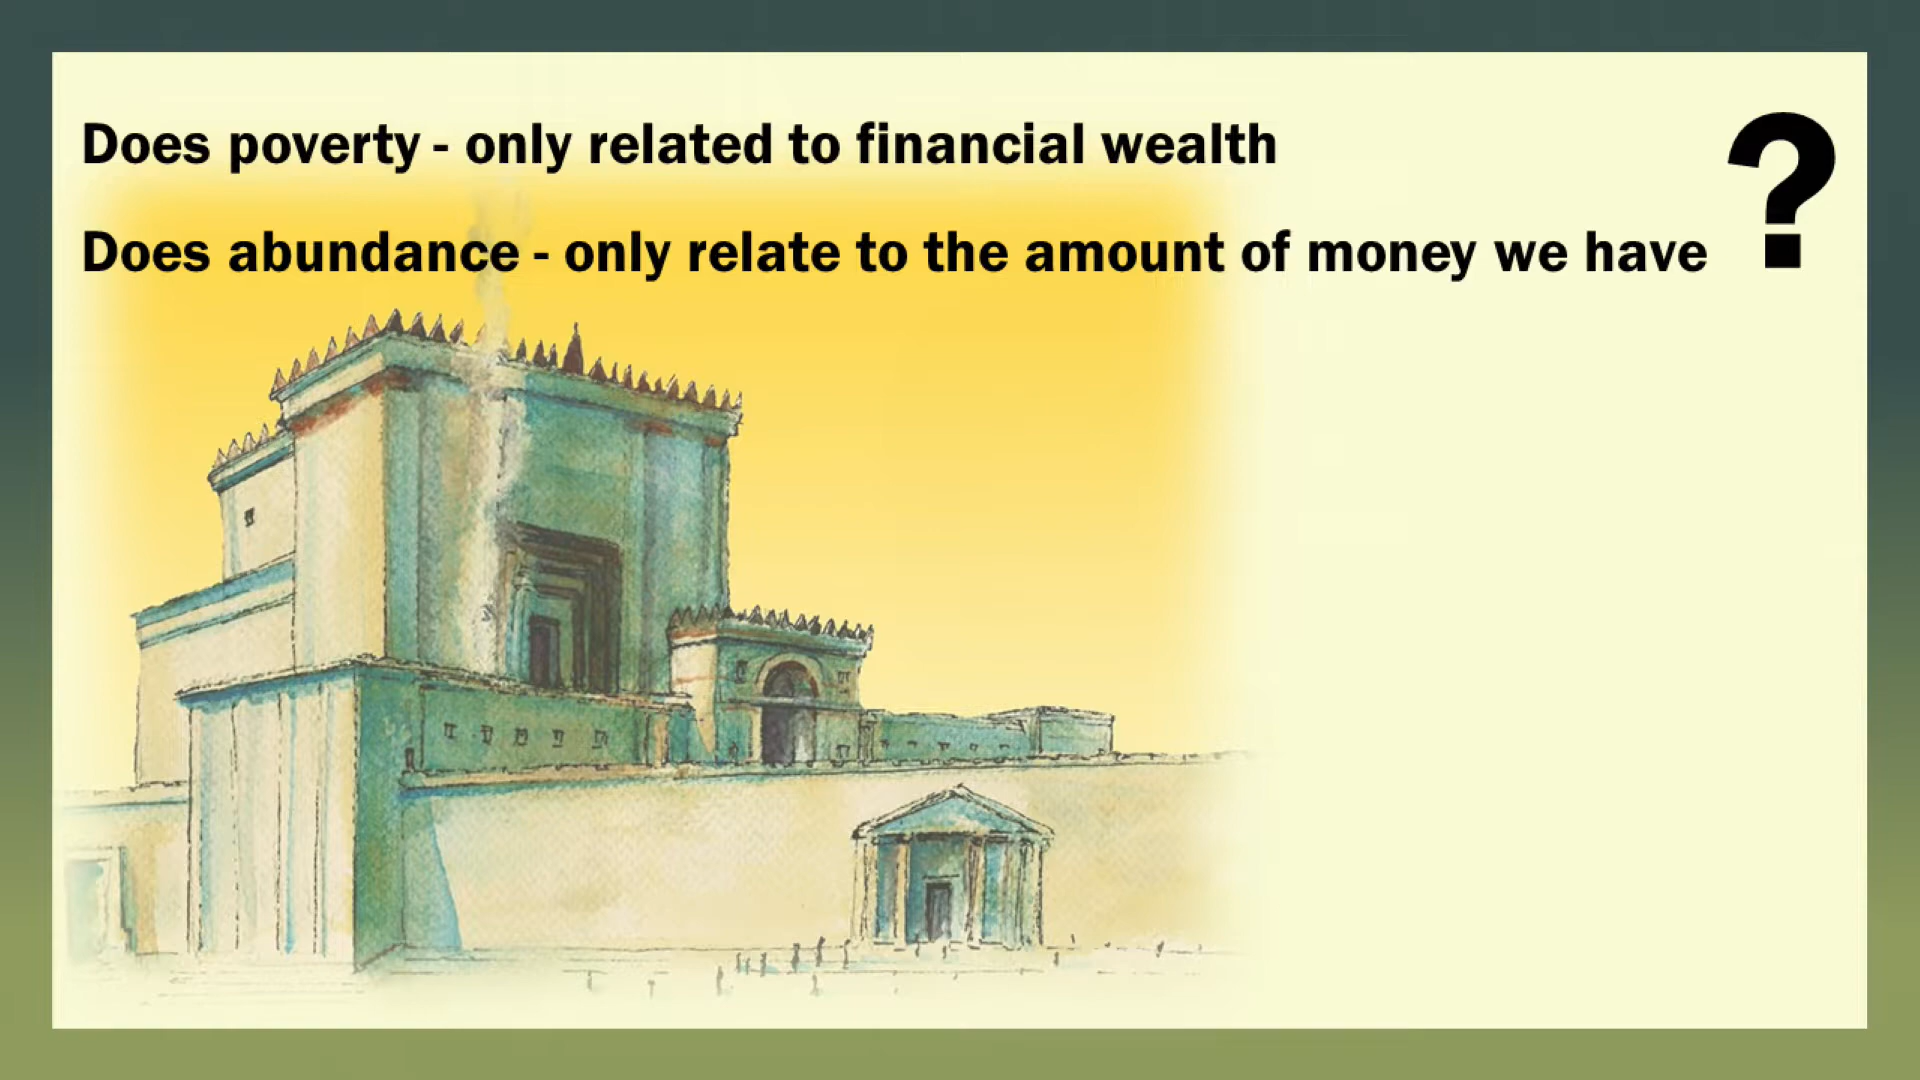 Does poverty - only related to financial wealth
Does abundance - only relate to the amount of money we have
?